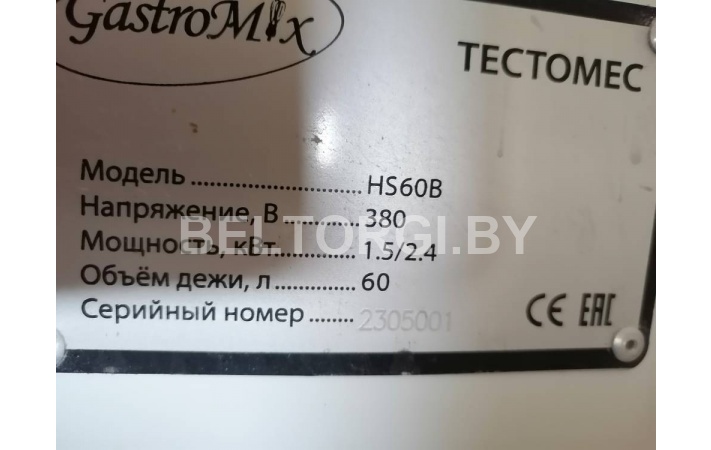 GastroMix
ТЕСТОМЕС
Модель .................... HS60B
Напряжение, В ........... 380
BELTORGI.BY
Мощность, кВт............ 1.5/2.4
Объём дежи, л ............ 60
Серийный номер ........ 2305001
CE EAC